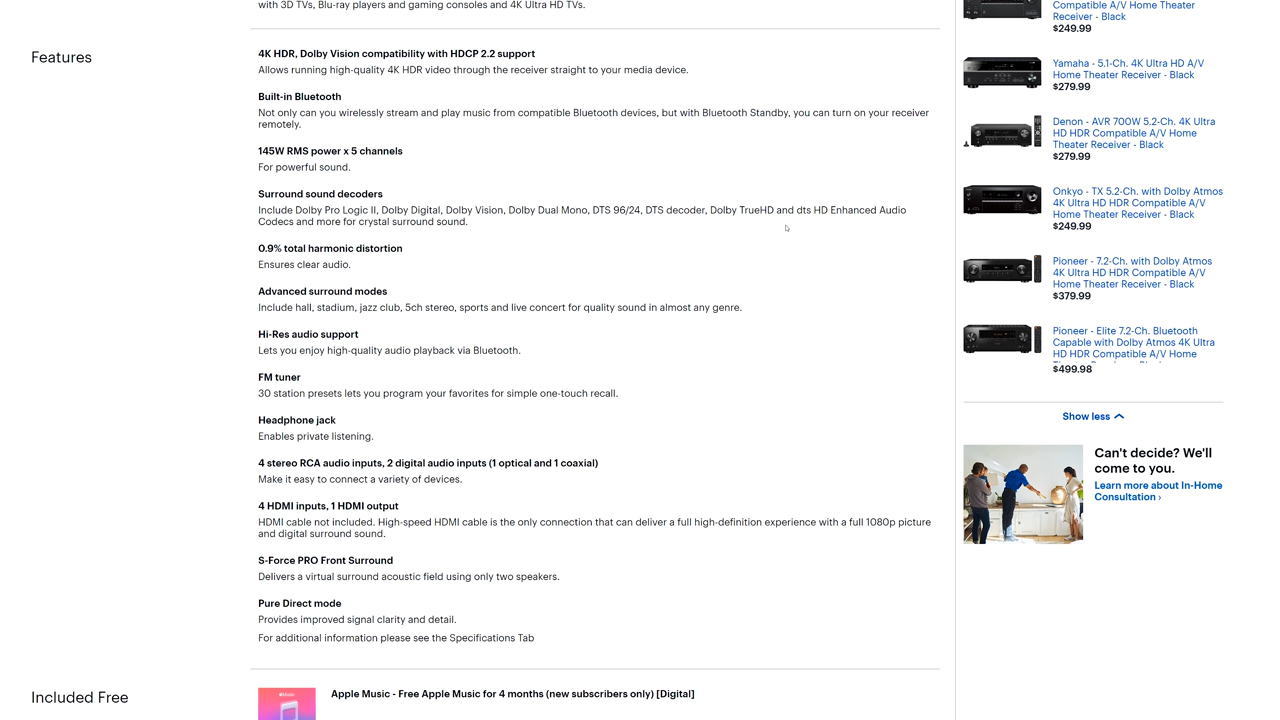 with 3D TVs, Blu-ray players and gaming consoles and 4K Ultra HD TVs.
Features
4K HDR, Dolby Vision compatibility with HDCP 2.2 support
Allows running high-quality 4K HDR video through the receiver straight to your media device.
Built-in Bluetooth
Not only can you wirelessly stream and play music from compatible Bluetooth devices, but with Bluetooth Standby, you can turn on your receiver
remotely.
145W RMS power x 5 channels
For powerful sound.
Surround sound decoders
Include Dolby Pro Logic II, Dolby Digital, Dolby Vision, Dolby Dual Mono, DTS 96/24, DTS decoder, Dolby TrueHD and dts HD Enhanced Audio
Codecs and more for crystal surround sound.
0.9% total harmonic distortion
Ensures clear audio.
Advanced surround modes
Include hall, stadium, jazz club, 5ch stereo, sports and live concert for quality sound in almost any genre.
Hi-Res audio support
Lets you enjoy high-quality audio playback via Bluetooth.
FM tuner
30 station presets lets you program your favorites for simple one-touch recall.
Headphone jack
Enables private listening.
4 stereo RCA audio inputs, 2 digital audio inputs (1 optical and 1 coaxial)
Make it easy to connect a variety of devices.
4 HDMI inputs, 1 HDMI output
HDMI cable not included. High-speed HDMI cable is the only connection that can deliver a full high-definition experience with a full 1080p picture
and digital surround sound.
S-Force PRO Front Surround
Delivers a virtual surround acoustic field using only two speakers.
Pure Direct mode
Provides improved signal clarity and detail.
For additional information please see the Specifications Tab
Included Free
Music
Apple Music - Free Apple Music for 4 months (new subscribers only) [Digital]
Compatible A/V Home Theater
Receiver - Black
$249.99
Yamaha - 5.1-Ch. 4K Ultra HD A/V
Home Theater Receiver - Black
$279.99
Denon - AVR 700W 5.2-Ch. 4K Ultra
HD HDR Compatible A/V Home
Theater Receiver - Black
$279.99
Onkyo - TX 5.2-Ch. with Dolby Atmos
4K Ultra HD HDR Compatible A/V
Home Theater Receiver - Black
$249.99
Pioneer - 7.2-Ch. with Dolby Atmos
4K Ultra HD HDR Compatible A/V
Home Theater Receiver - Black
$379.99
Pioneer - Elite 7.2-Ch. Bluetooth
Capable with Dolby Atmos 4K Ultra
HD HDR Compatible A/V Home
$499.98
Show less
Can't decide? We'll
come to you.
Learn more about In-Home
Consultation ›